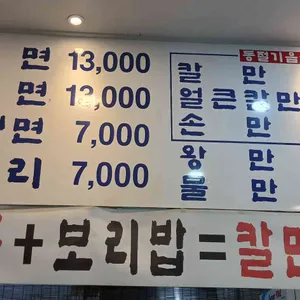 면 13,000
면 13,000
면 7,000
리 7,000
동절기음
칼 만
얼큰칼만
손 만
왕 만
물 만
+보리밥=칼만